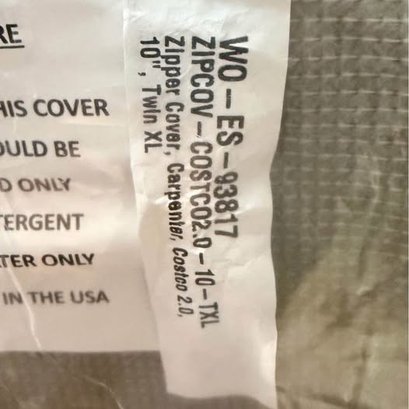 RE
HIS COVER
OULD BE
D ONLY
TERGENT
TER ONLY
IN THE USA
WO-ES-93817
ZIPCOV-COSTCO2.0-10-TXL
Zipper Cover, Carpenter, Costco 2.0,
10", Twin XL